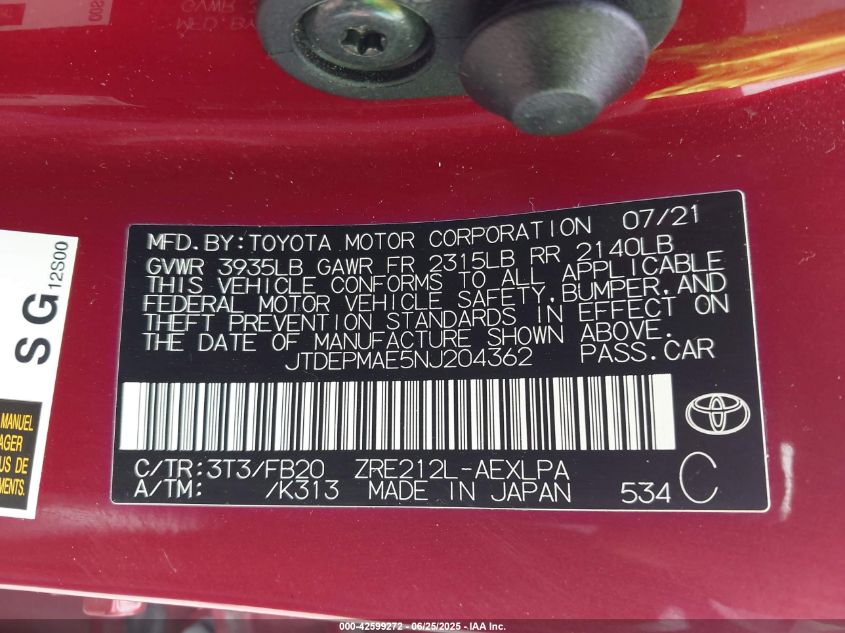 MFD. BY: TOYOTA MOTOR CORPORATION 07/21
GVWR 3935LB GAWR FR 2315LB RR 2140LB
THIS VEHICLE CONFORMS TO ALL APPLICABLE
FEDERAL MOTOR VEHICLE SAFETY, BUMPER, AND
THEFT PREVENTION STANDARDS IN EFFECT ON
THE DATE OF MANUFACTURE SHOWN ABOVE.
JTDEPMAE5NJ204362 PASS.CAR
C/TR: 3T3/FB20 ZRE212L-AEXLPA
A/TM: /K313 MADE IN JAPAN 534 C
SG 12S00
MANUEL
AGER
US DE
EMENTS.
000-42599272 - 06/25/2025 - IAA Inc.